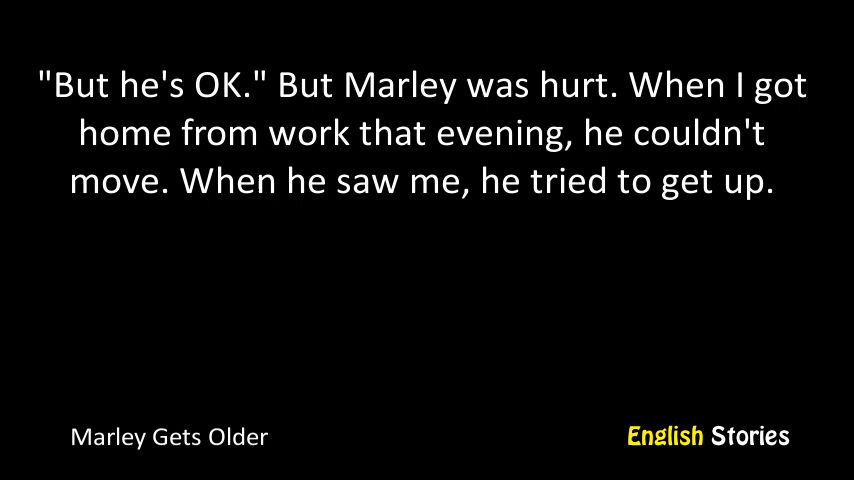 "But he's OK." But Marley was hurt. When I got
home from work that evening, he couldn't
move. When he saw me, he tried to get up.
Marley Gets Older
English Stories